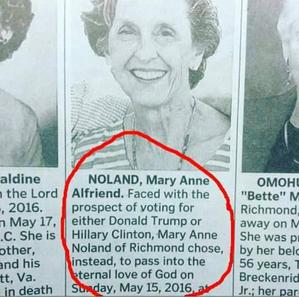 NOLAND, Mary Anne
Alfriend. Faced with the
prospect of voting for
either Donald Trump or
Hillary Clinton, Mary Anne
Noland of Richmond chose,
instead, to pass into the
eternal love of God on
Sunday, May 15, 2016, at
aldine
n the Lord
5, 2016.
n May 17,
.C. She is
other,
and
tt, Va.
in death
OMOHU
"Bette" M
Richmond,
away on M
She was pr
by her belo
56 years, T
Breckenrid
Jr.; her par